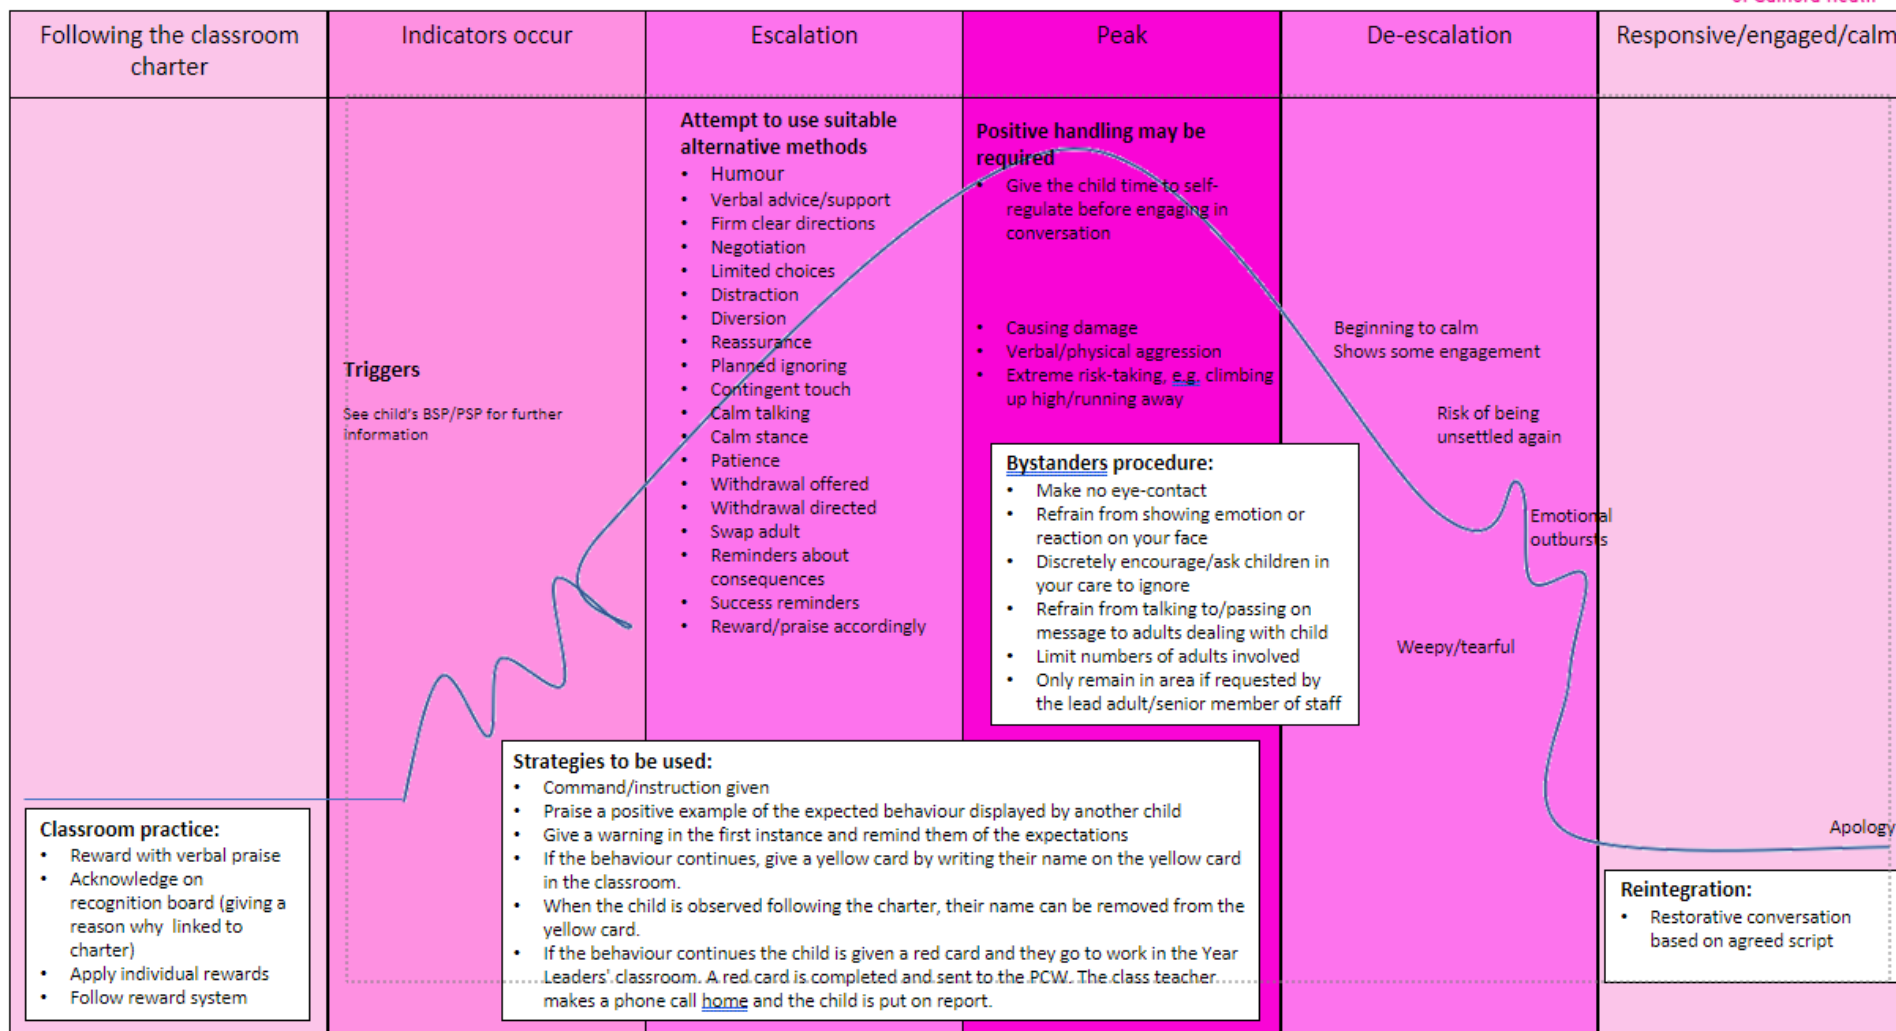 Following the classroom
charter
Indicators occur
Escalation
Peak
De-escalation
Responsive/engaged/calm
Classroom practice:
• Reward with verbal praise
• Acknowledge on
recognition board (giving a
reason why linked to
charter)
• Apply individual rewards
• Follow reward system
Triggers
See child's BSP/PSP for further
information
Attempt to use suitable
alternative methods
• Humour
• Verbal advice/support
• Firm clear directions
• Negotiation
• Limited choices
• Distraction
• Diversion
• Reassurance
• Planned ignoring
• Contingent touch
• Calm talking
• Calm stance
• Patience
• Withdrawal offered
• Withdrawal directed
• Swap adult
• Reminders about
consequences
• Success reminders
• Reward/praise accordingly
Positive handling may be
required
• Give the child time to self-
regulate before engaging in
conversation
• Causing damage
• Verbal/physical aggression
• Extreme risk-taking, e.g. climbing
up high/running away
Bystanders procedure:
• Make no eye-contact
• Refrain from showing emotion or
reaction on your face
• Discretely encourage/ask children in
your care to ignore
• Refrain from talking to/passing on
message to adults dealing with child
• Limit numbers of adults involved
• Only remain in area if requested by
the lead adult/senior member of staff
Strategies to be used:
• Command/instruction given
• Praise a positive example of the expected behaviour displayed by another child
• Give a warning in the first instance and remind them of the expectations
• If the behaviour continues, give a yellow card by writing their name on the yellow card
in the classroom.
• When the child is observed following the charter, their name can be removed from the
yellow card.
• If the behaviour continues the child is given a red card and they go to work in the Year
Leaders' classroom. A red card is completed and sent to the PCW. The class teacher
makes a phone call home and the child is put on report.
Beginning to calm
Shows some engagement
Risk of being
unsettled again
Emotional
outbursts
Weepy/tearful
Apology
Reintegration:
• Restorative conversation
based on agreed script